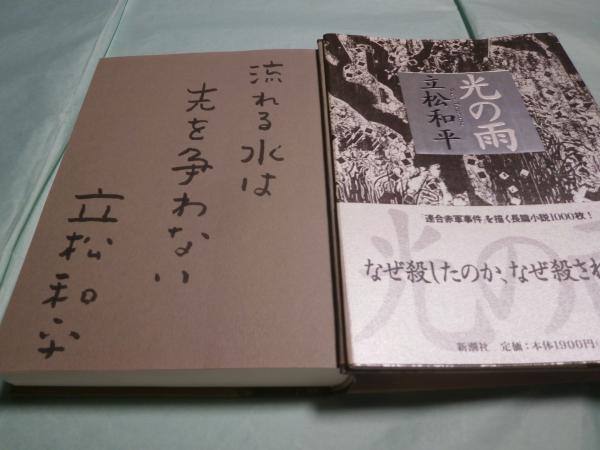 流れる水は
先を争わない
立松和平
光の雨
立松和平
「連合赤軍事件」を描く長篇小説1000枚!
なぜ殺したのか、なぜ殺され
光の雨
新潮社 定価:本体1900円